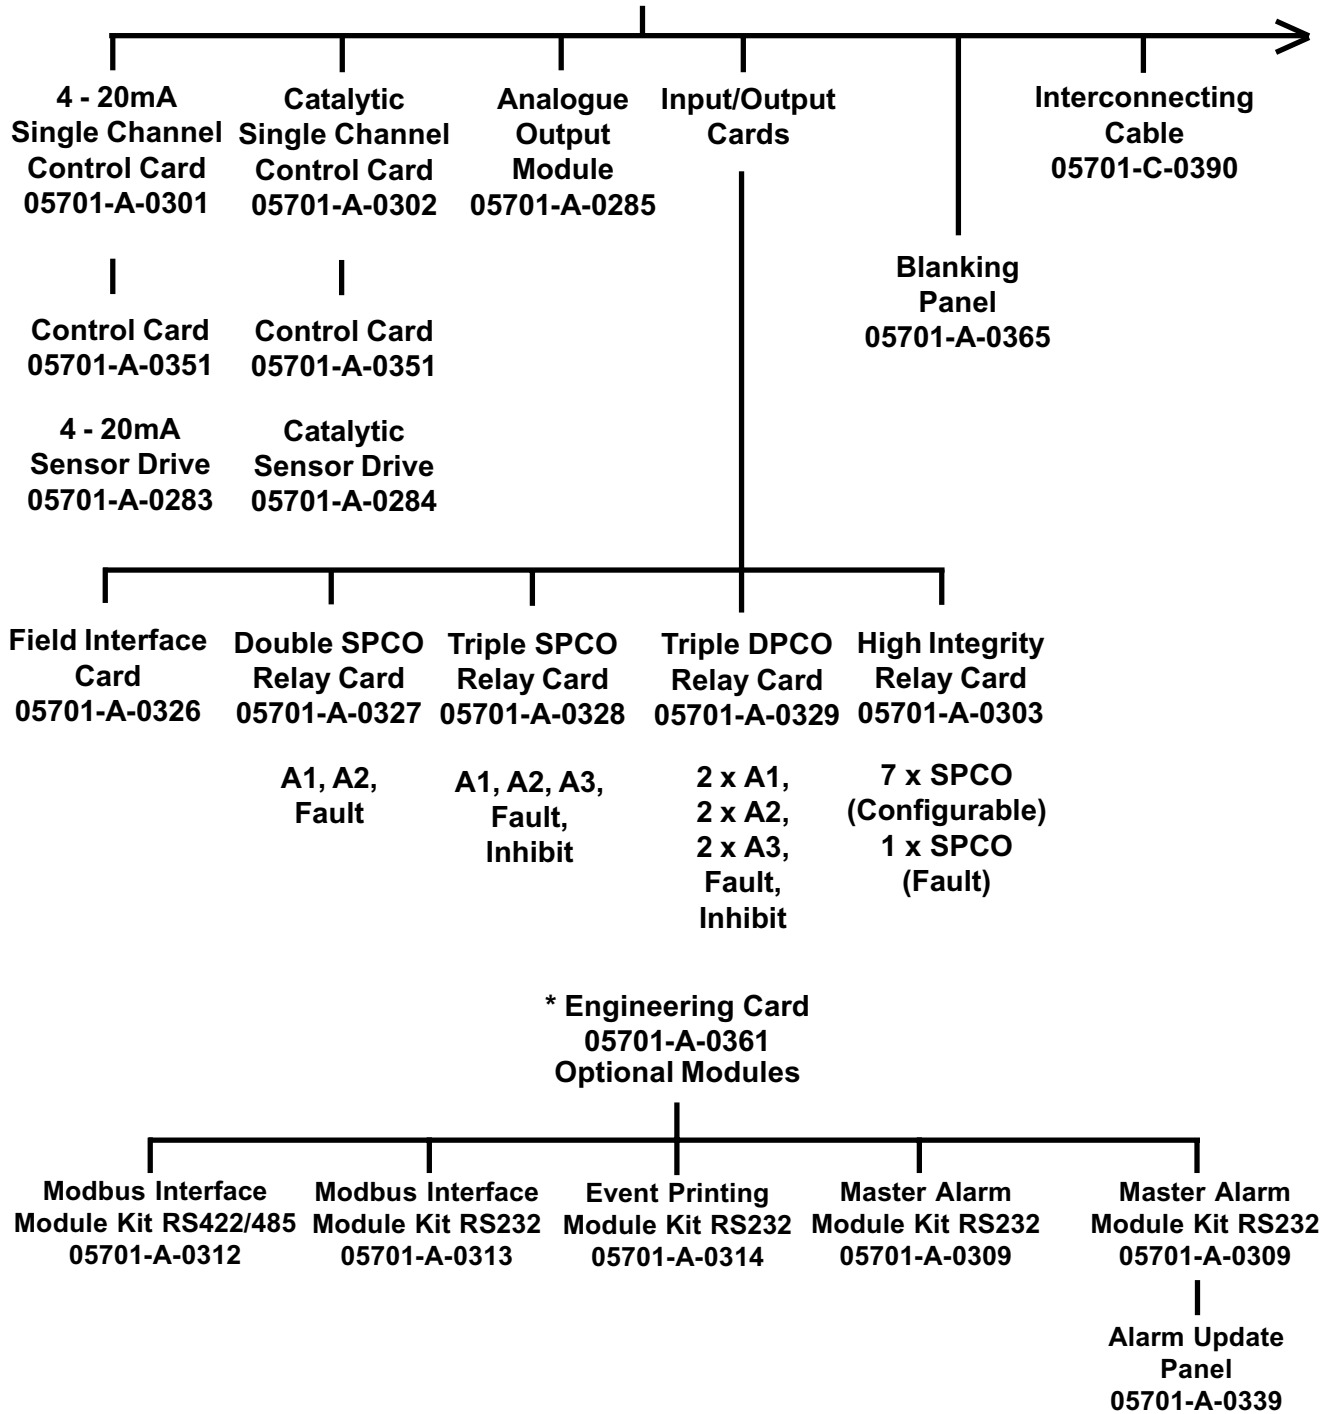 4 - 20mA
Single Channel
Control Card
05701-A-0301
Catalytic
Single Channel
Control Card
05701-A-0302
Analogue
Output
Module
05701-A-0285
Input/Output
Cards
Interconnecting
Cable
05701-C-0390
Blanking
Panel
05701-A-0365
Control Card
05701-A-0351
Control Card
05701-A-0351
4 - 20mA
Sensor Drive
05701-A-0283
Catalytic
Sensor Drive
05701-A-0284
Field Interface
Card
05701-A-0326
Double SPCO
Relay Card
05701-A-0327
A1, A2,
Fault
Triple SPCO
Relay Card
05701-A-0328
A1, A2, A3,
Fault,
Inhibit
Triple DPCO
Relay Card
05701-A-0329
2 x A1,
2 x A2,
2 x A3,
Fault,
Inhibit
High Integrity
Relay Card
05701-A-0303
7 x SPCO
(Configurable)
1 x SPCO
(Fault)
* Engineering Card
05701-A-0361
Optional Modules
Modbus Interface
Module Kit RS422/485
05701-A-0312
Modbus Interface
Module Kit RS232
05701-A-0313
Event Printing
Module Kit RS232
05701-A-0314
Master Alarm
Module Kit RS232
05701-A-0309
Master Alarm
Module Kit RS232
05701-A-0309
Alarm Update
Panel
05701-A-0339